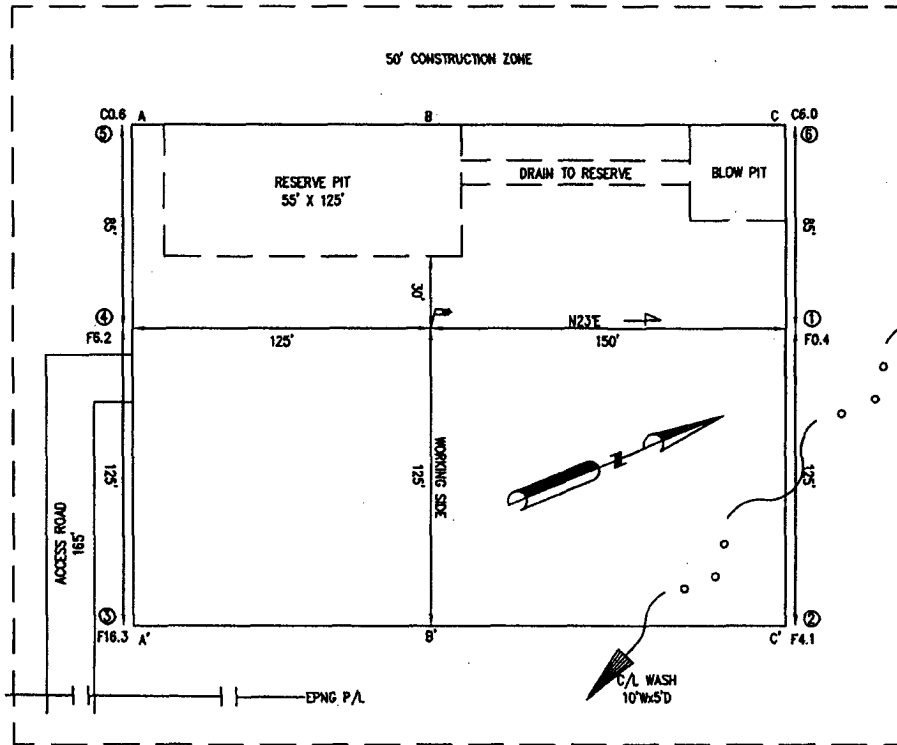 50' CONSTRUCTION ZONE
C0.6 A B C C6.0
⑤ ⑥
RESERVE PIT
55' X 125'
DRAIN TO RESERVE
BLOW PIT
85' 85'
30'
④ N23°E ①
F6.2 125' 150' F0.4
WORKING SIDE
125' 125' 125'
N
ACCESS ROAD
165'
③ ②
F16.3 A' B' C' F4.1
C/L WASH
10'Wx5'D
EPNG P/L